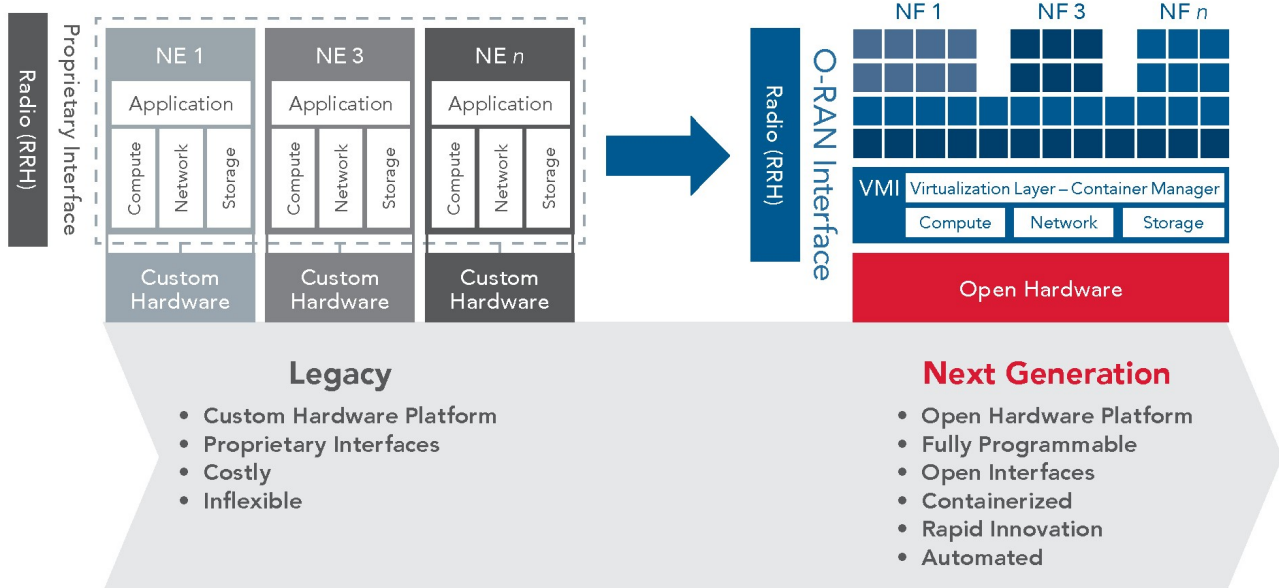 Radio (RRH)
Proprietary Interface
NE 1
Application
Compute
Network
Storage
Custom
Hardware
NE 3
Application
Compute
Network
Storage
Custom
Hardware
NE n
Application
Compute
Network
Storage
Custom
Hardware
Radio (RRH)
O-RAN Interface
NF 1
NF 3
NF n
VMI
Virtualization Layer – Container Manager
Compute
Network
Storage
Open Hardware
Legacy
• Custom Hardware Platform
• Proprietary Interfaces
• Costly
• Inflexible
Next Generation
• Open Hardware Platform
• Fully Programmable
• Open Interfaces
• Containerized
• Rapid Innovation
• Automated